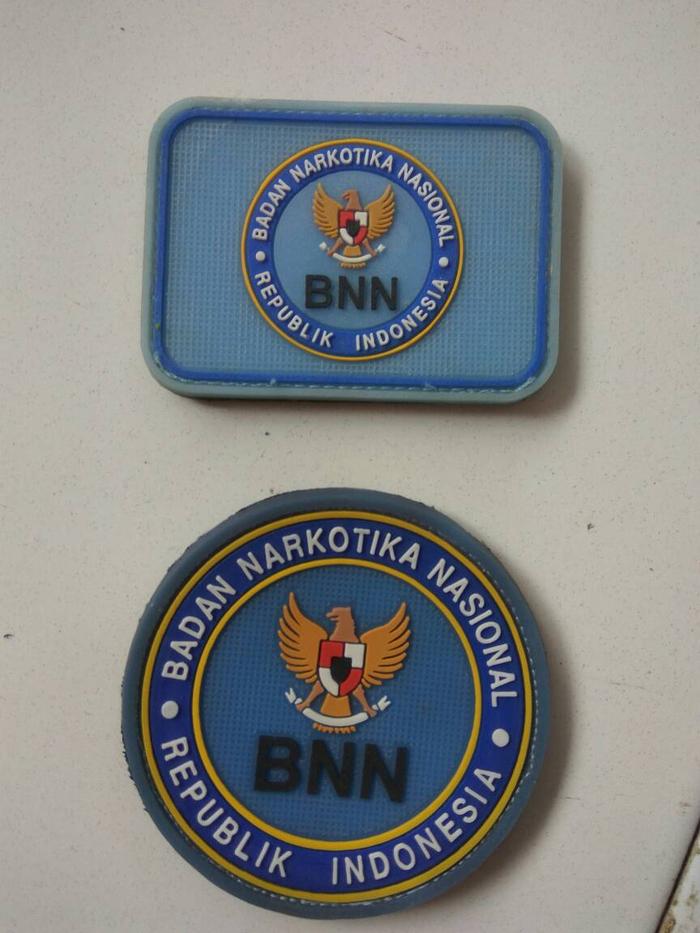 BADAN NARKOTIKA NASIONAL
BNN
REPUBLIK INDONESIA
BADAN NARKOTIKA NASIONAL
BNN
REPUBLIK INDONESIA